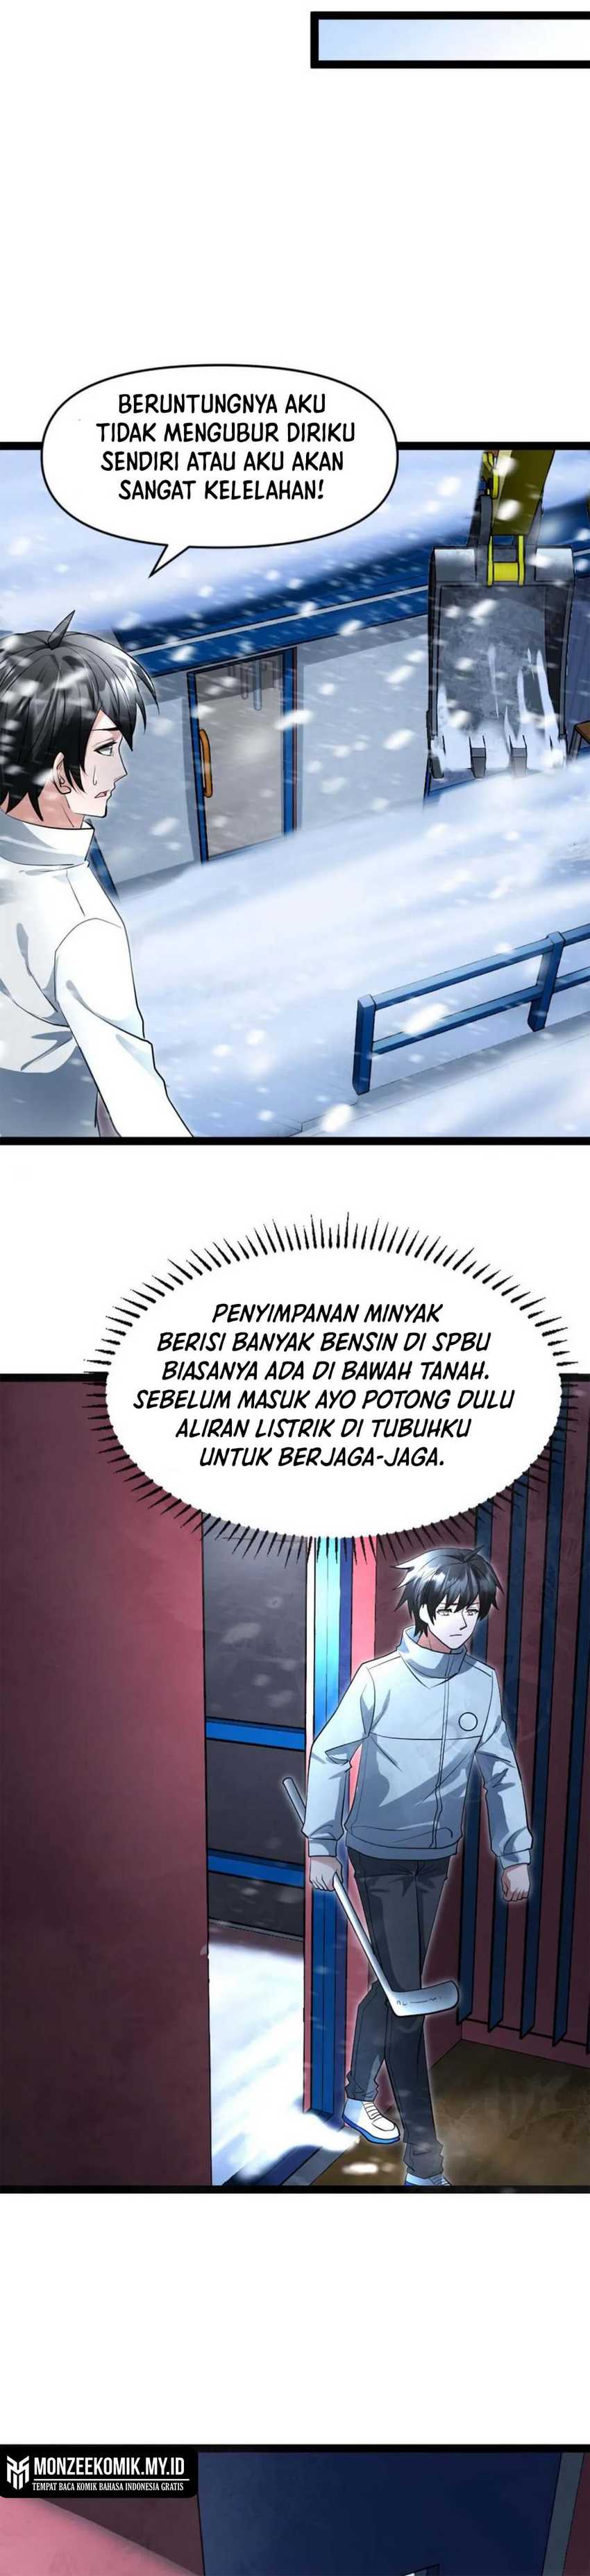 BERUNTUNGNYA AKU
TIDAK MENGUBUR DIRIKU
SENDIRI ATAU AKU AKAN
SANGAT KELELAHAN!
PENYIMPANAN MINYAK
BERISI BANYAK BENSIN DI SPBU
BIASANYA ADA DI BAWAH TANAH.
SEBELUM MASUK AYO POTONG DULU
ALIRAN LISTRIK DI TUBUHKU
UNTUK BERJAGA-JAGA.
MONZEEKOMIK.MY.ID
TEMPAT BACA KOMIK BAHASA INDONESIA GRATIS